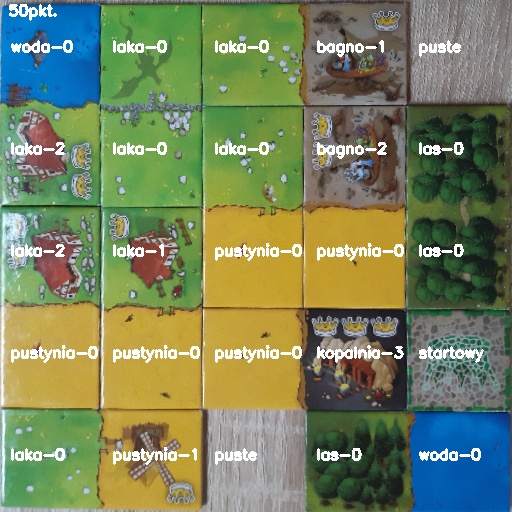 50pkt.
woda-0 laka-0 laka-0 bagno-1 puste
laka-2 laka-0 laka-0 bagno-2 las-0
laka-2 laka-1 pustynia-0 pustynia-0 las-0
pustynia-0 pustynia-0 pustynia-0 kopalnia-3 startowy
laka-0 pustynia-1 puste las-0 woda-0